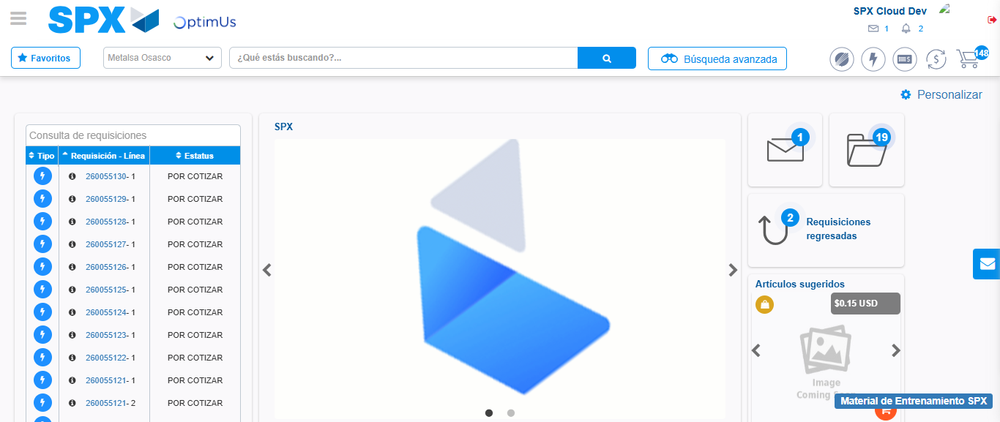 SPX OptimUs
SPX Cloud Dev
1 2
Favoritos
Metalsa Osasco
¿Qué estás buscando?...
Búsqueda avanzada
148
Personalizar
Consulta de requisiciones
Tipo Requisición - Línea Estatus
260055130- 1 POR COTIZAR
260055129- 1 POR COTIZAR
260055128- 1 POR COTIZAR
260055127- 1 POR COTIZAR
260055126- 1 POR COTIZAR
260055125- 1 POR COTIZAR
260055124- 1 POR COTIZAR
260055123- 1 POR COTIZAR
260055122- 1 POR COTIZAR
260055121- 1 POR COTIZAR
260055121- 2 POR COTIZAR
SPX
1
19
2
Requisiciones
regresadas
Artículos sugeridos
$0.15 USD
Image
Coming
Material de Entrenamiento SPX